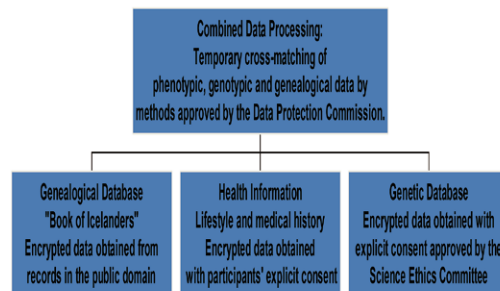 Combined Data Processing:
Temporary cross-matching of
phenotypic, genotypic and genealogical data by
methods approved by the Data Protection Commission.
Genealogical Database
"Book of Icelanders"
Encrypted data obtained from
records in the public domain
Health Information
Lifestyle and medical history
Encrypted data obtained
with participants' explicit consent
Genetic Database
Encrypted data obtained with
explicit consent approved by the
Science Ethics Committee